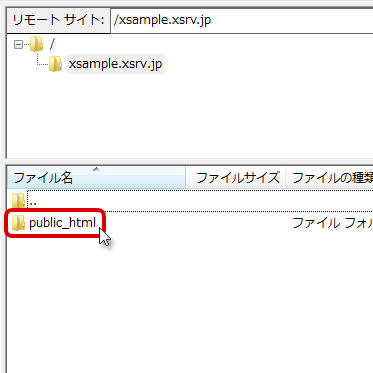 リモート サイト: /xsample.xsrv.jp
/
xsample.xsrv.jp
ファイル名 ファイルサイズ ファイルの種類
..
public_html ファイル フォル